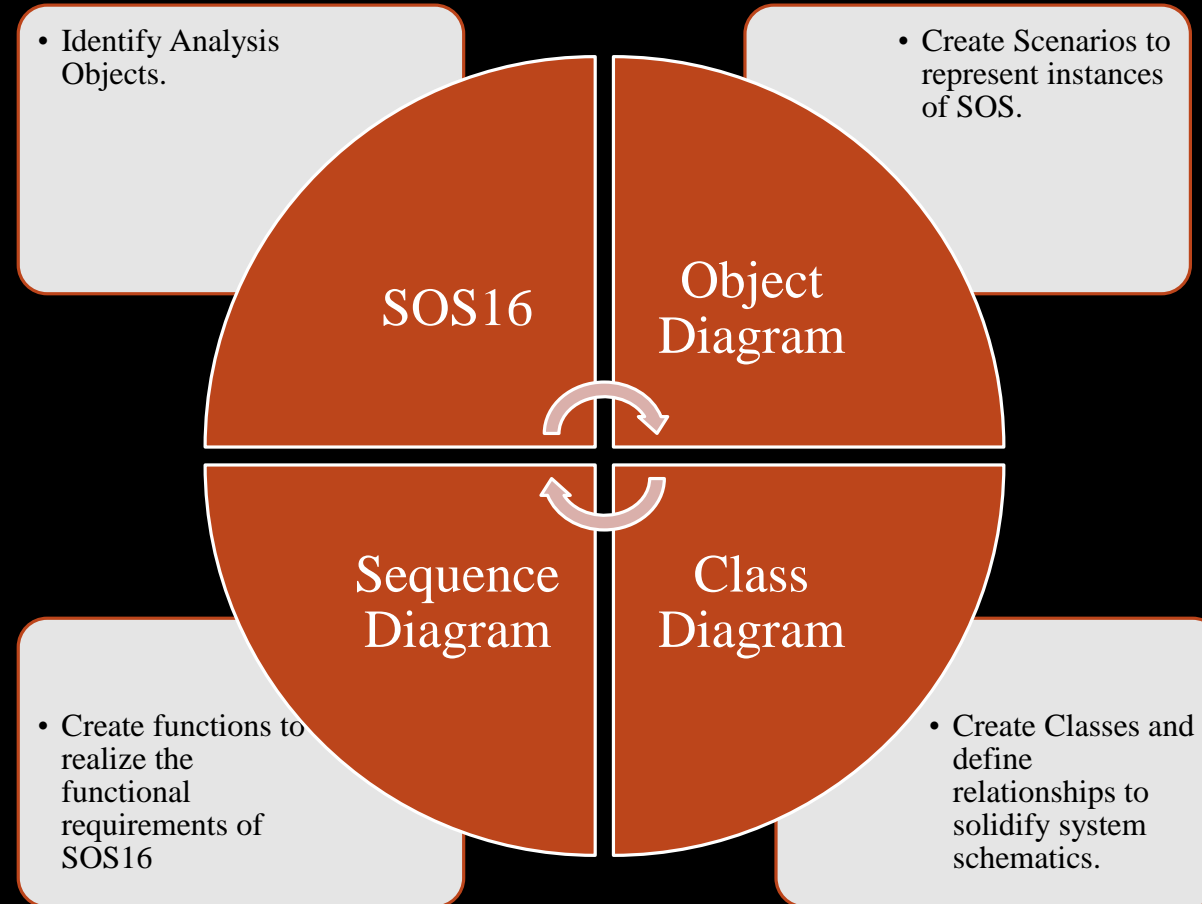 • Identify Analysis
Objects.
• Create Scenarios to
represent instances
of SOS.
SOS16
Object
Diagram
Sequence
Diagram
Class
Diagram
• Create functions to
realize the
functional
requirements of
SOS16
• Create Classes and
define
relationships to
solidify system
schematics.